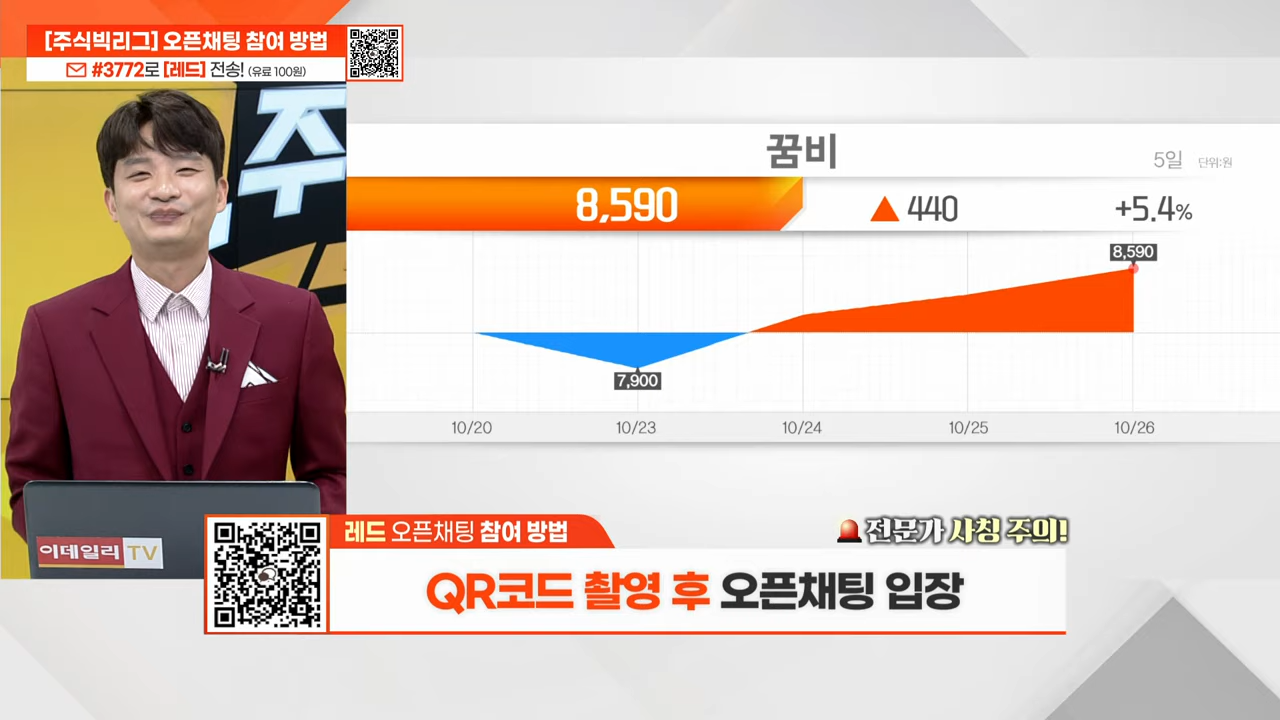 [주식빅리그] 오픈채팅 참여 방법
#3772로 [레드] 전송! (유료 100원)
주
꿈비
5일 단위:원
8,590 ▲ 440 +5.4%
8,590
7,900
10/20 10/23 10/24 10/25 10/26
이데일리 TV
레드 오픈채팅 참여 방법
전문가 사칭 주의!
QR코드 촬영 후 오픈채팅 입장